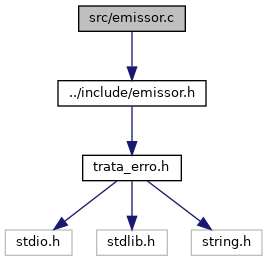 src/emissor.c
../include/emissor.h
trata_erro.h
stdio.h
stdlib.h
string.h